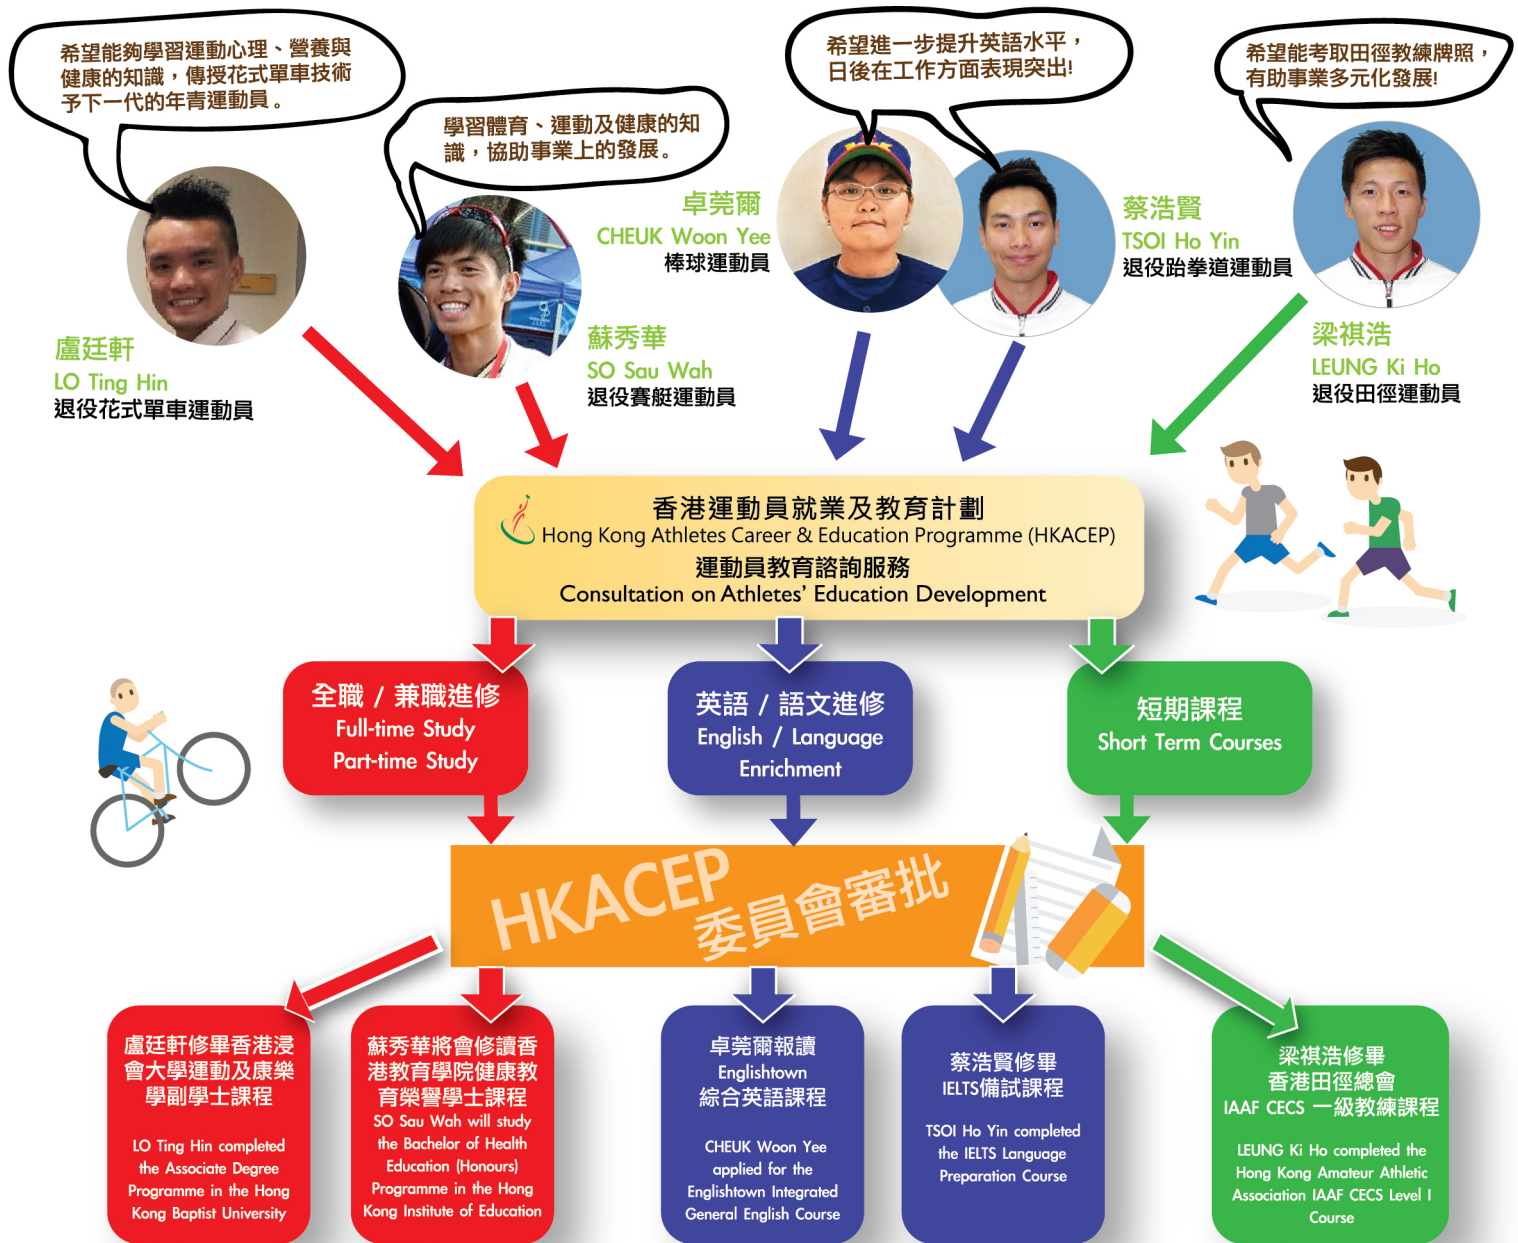 希望能夠學習運動心理、營養與
健康的知識，傳授花式單車技術
予下一代的年青運動員。
學習體育、運動及健康的知
識，協助事業上的發展。
希望進一步提升英語水平，
日後在工作方面表現突出!
希望能考取田徑教練牌照，
有助事業多元化發展!
盧廷軒
LO Ting Hin
退役花式單車運動員
蘇秀華
SO Sau Wah
退役賽艇運動員
卓莞爾
CHEUK Woon Yee
棒球運動員
蔡浩賢
TSOI Ho Yin
退役跆拳道運動員
梁祺浩
LEUNG Ki Ho
退役田徑運動員
香港運動員就業及教育計劃
Hong Kong Athletes Career & Education Programme (HKACEP)
運動員教育諮詢服務
Consultation on Athletes’ Education Development
全職 / 兼職進修
Full-time Study
Part-time Study
英語 / 語文進修
English / Language
Enrichment
短期課程
Short Term Courses
HKACEP
委員會審批
盧廷軒修畢香港浸
會大學運動及康樂
學副學士課程
LO Ting Hin completed
the Associate Degree
Programme in the Hong
Kong Baptist University
蘇秀華將會修讀香
港教育學院健康教
育榮譽學士課程
SO Sau Wah will study
the Bachelor of Health
Education (Honours)
Programme in the Hong
Kong Institute of Education
卓莞爾報讀
Englishtown
綜合英語課程
CHEUK Woon Yee
applied for the
Englishtown Integrated
General English Course
蔡浩賢修畢
IELTS備試課程
TSOI Ho Yin completed
the IELTS Language
Preparation Course
梁祺浩修畢
香港田徑總會
IAAF CECS 一級教練課程
LEUNG Ki Ho completed the
Hong Kong Amateur Athletic
Association IAAF CECS Level I
Course